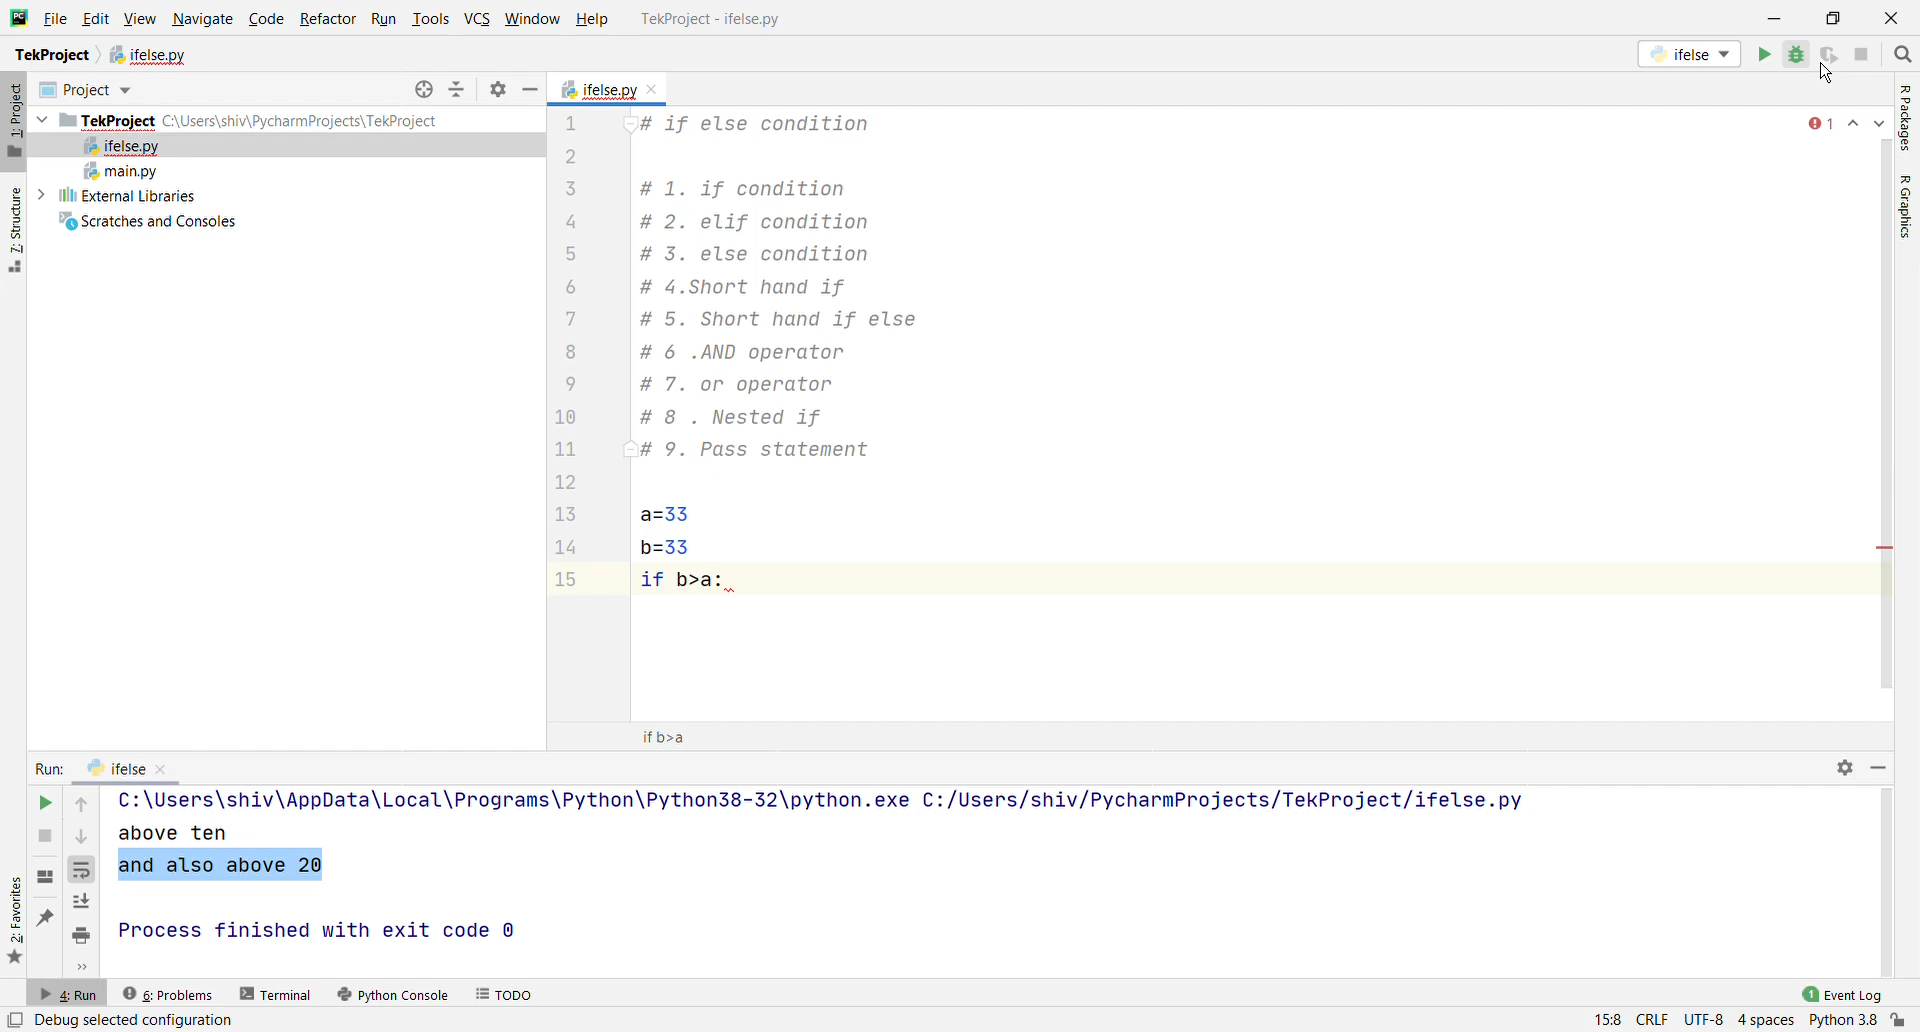 PC File Edit View Navigate Code Refactor Run Tools VCS Window Help TekProject - ifelse.py
TekProject ifelse.py ifelse
1: Project
Project
ifelse.py
TekProject C:\Users\shiv\PycharmProjects\TekProject
ifelse.py
main.py
External Libraries
Scratches and Consoles
Z: Structure
1 # if else condition
2
3 # 1. if condition
4 # 2. elif condition
5 # 3. else condition
6 # 4.Short hand if
7 # 5. Short hand if else
8 # 6 .AND operator
9 # 7. or operator
10 # 8 . Nested if
11 # 9. Pass statement
12
13 a=33
14 b=33
15 if b>a:
1
R Packages
R Graphics
if b>a
Run: ifelse
C:\Users\shiv\AppData\Local\Programs\Python\Python38-32\python.exe C:/Users/shiv/PycharmProjects/TekProject/ifelse.py
above ten
and also above 20
Process finished with exit code 0
2: Favorites
4: Run 6: Problems Terminal Python Console TODO 1 Event Log
Debug selected configuration 15:8 CRLF UTF-8 4 spaces Python 3.8